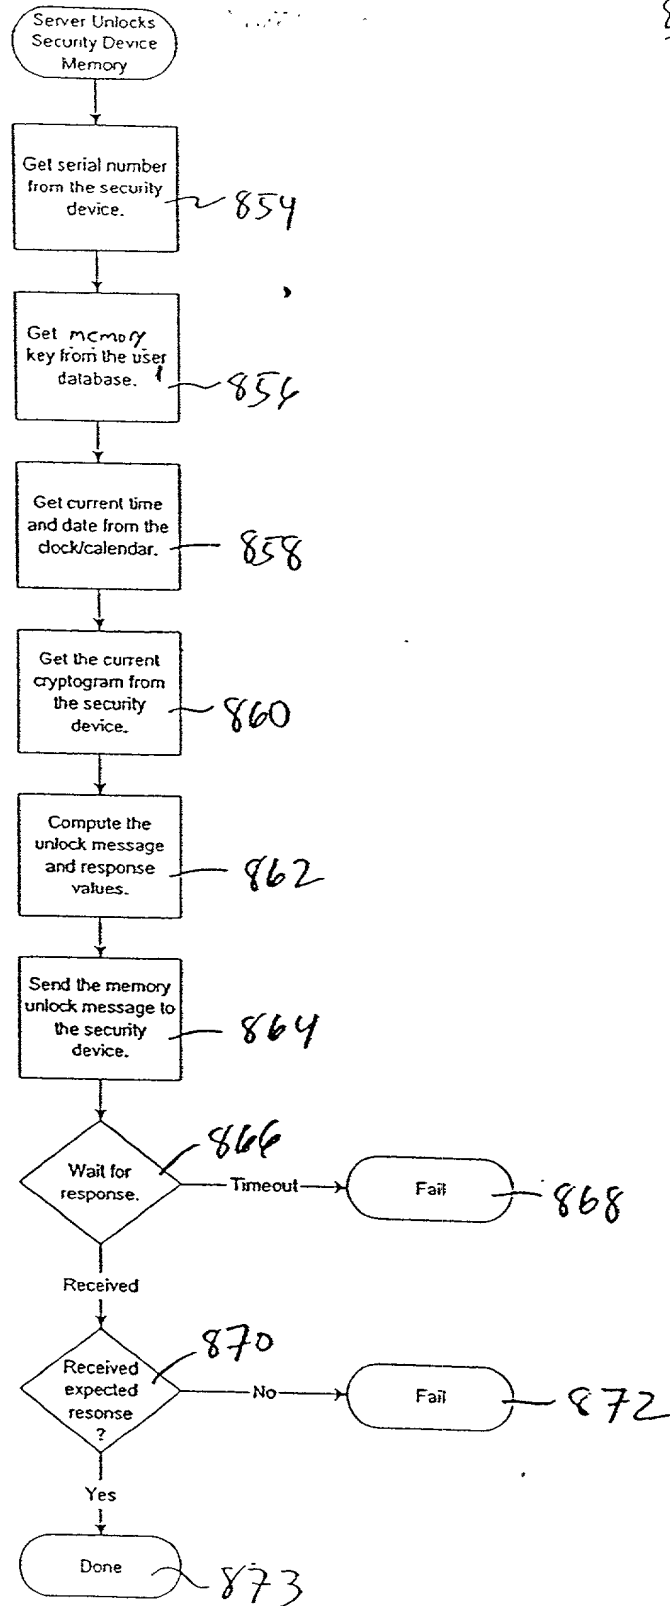 Server Unlocks
Security Device
Memory
Get serial number
from the security
device.
854
Get memory
key from the user
database.
856
Get current time
and date from the
clock/calendar.
858
Get the current
cryptogram from
the security
device.
860
Compute the
unlock message
and response
values.
862
Send the memory
unlock message to
the security
device.
864
866
Wait for
response.
Timeout
Fail
868
Received
870
Received
expected
resonse
?
No
Fail
872
Yes
Done
873